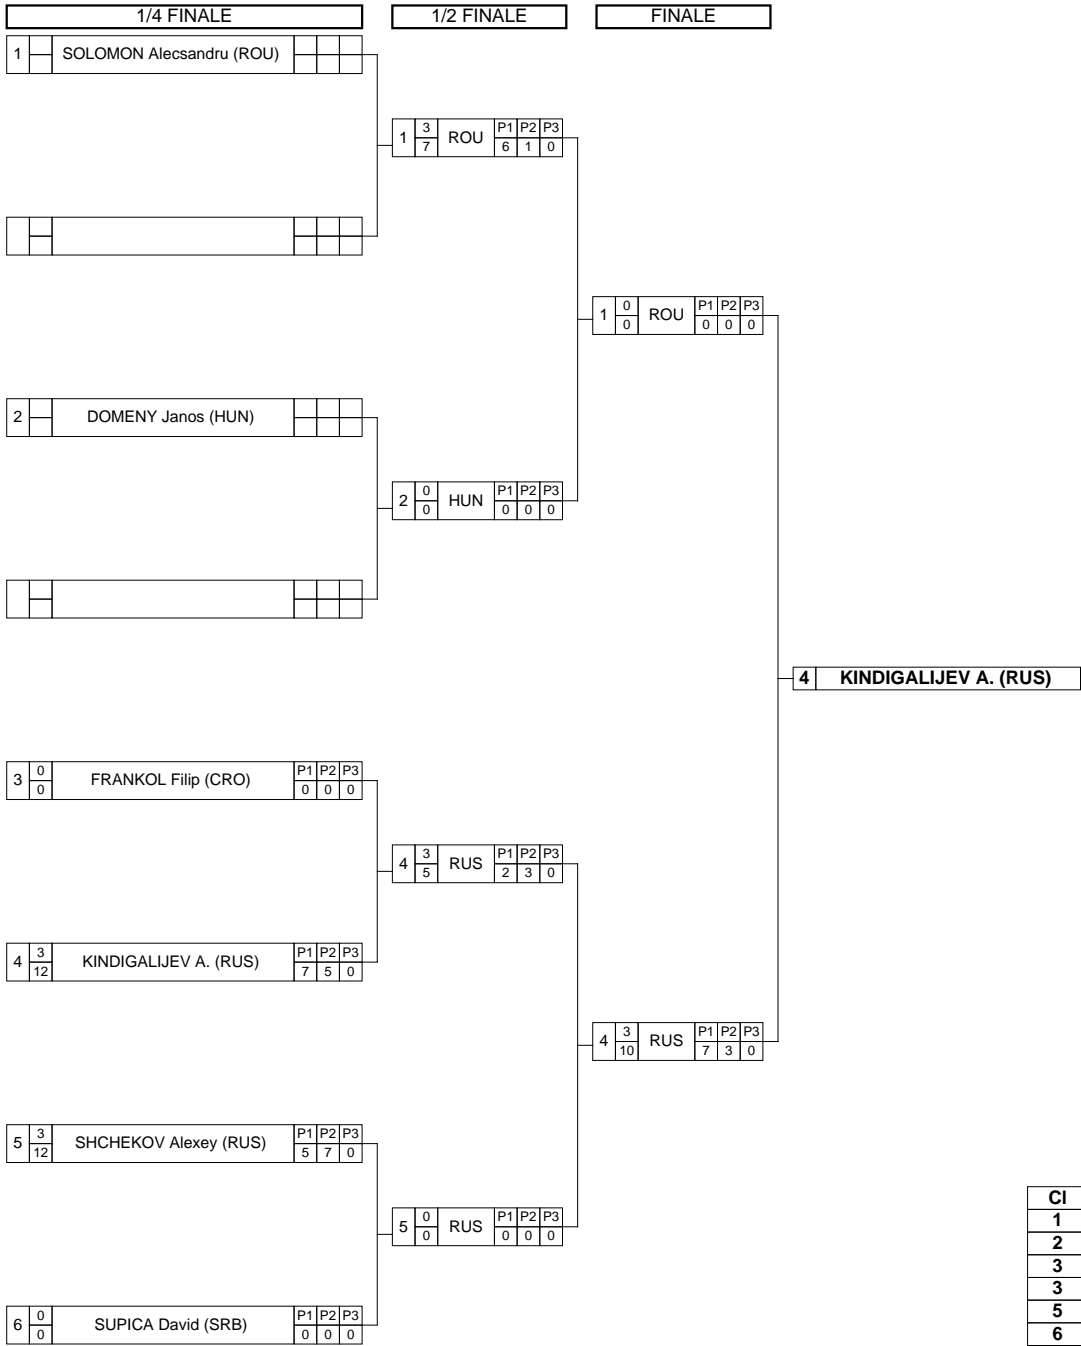 1/4 FINALE 1/2 FINALE FINALE
1 SOLOMON Alecsandru (ROU)
1 3 ROU P1 P2 P3
7 6 1 0
1 0 ROU P1 P2 P3
0 0 0 0
2 DOMENY Janos (HUN)
2 0 HUN P1 P2 P3
0 0 0 0
4 KINDIGALIJEV A. (RUS)
3 0 FRANKOL Filip (CRO) P1 P2 P3
0 0 0 0
4 3 RUS P1 P2 P3
5 2 3 0
4 3 KINDIGALIJEV A. (RUS) P1 P2 P3
12 7 5 0
4 3 RUS P1 P2 P3
10 7 3 0
5 3 SHCHEKOV Alexey (RUS) P1 P2 P3
12 5 7 0
5 0 RUS P1 P2 P3
0 0 0 0
6 0 SUPICA David (SRB) P1 P2 P3
0 0 0 0
Cl
1
2
3
3
5
6